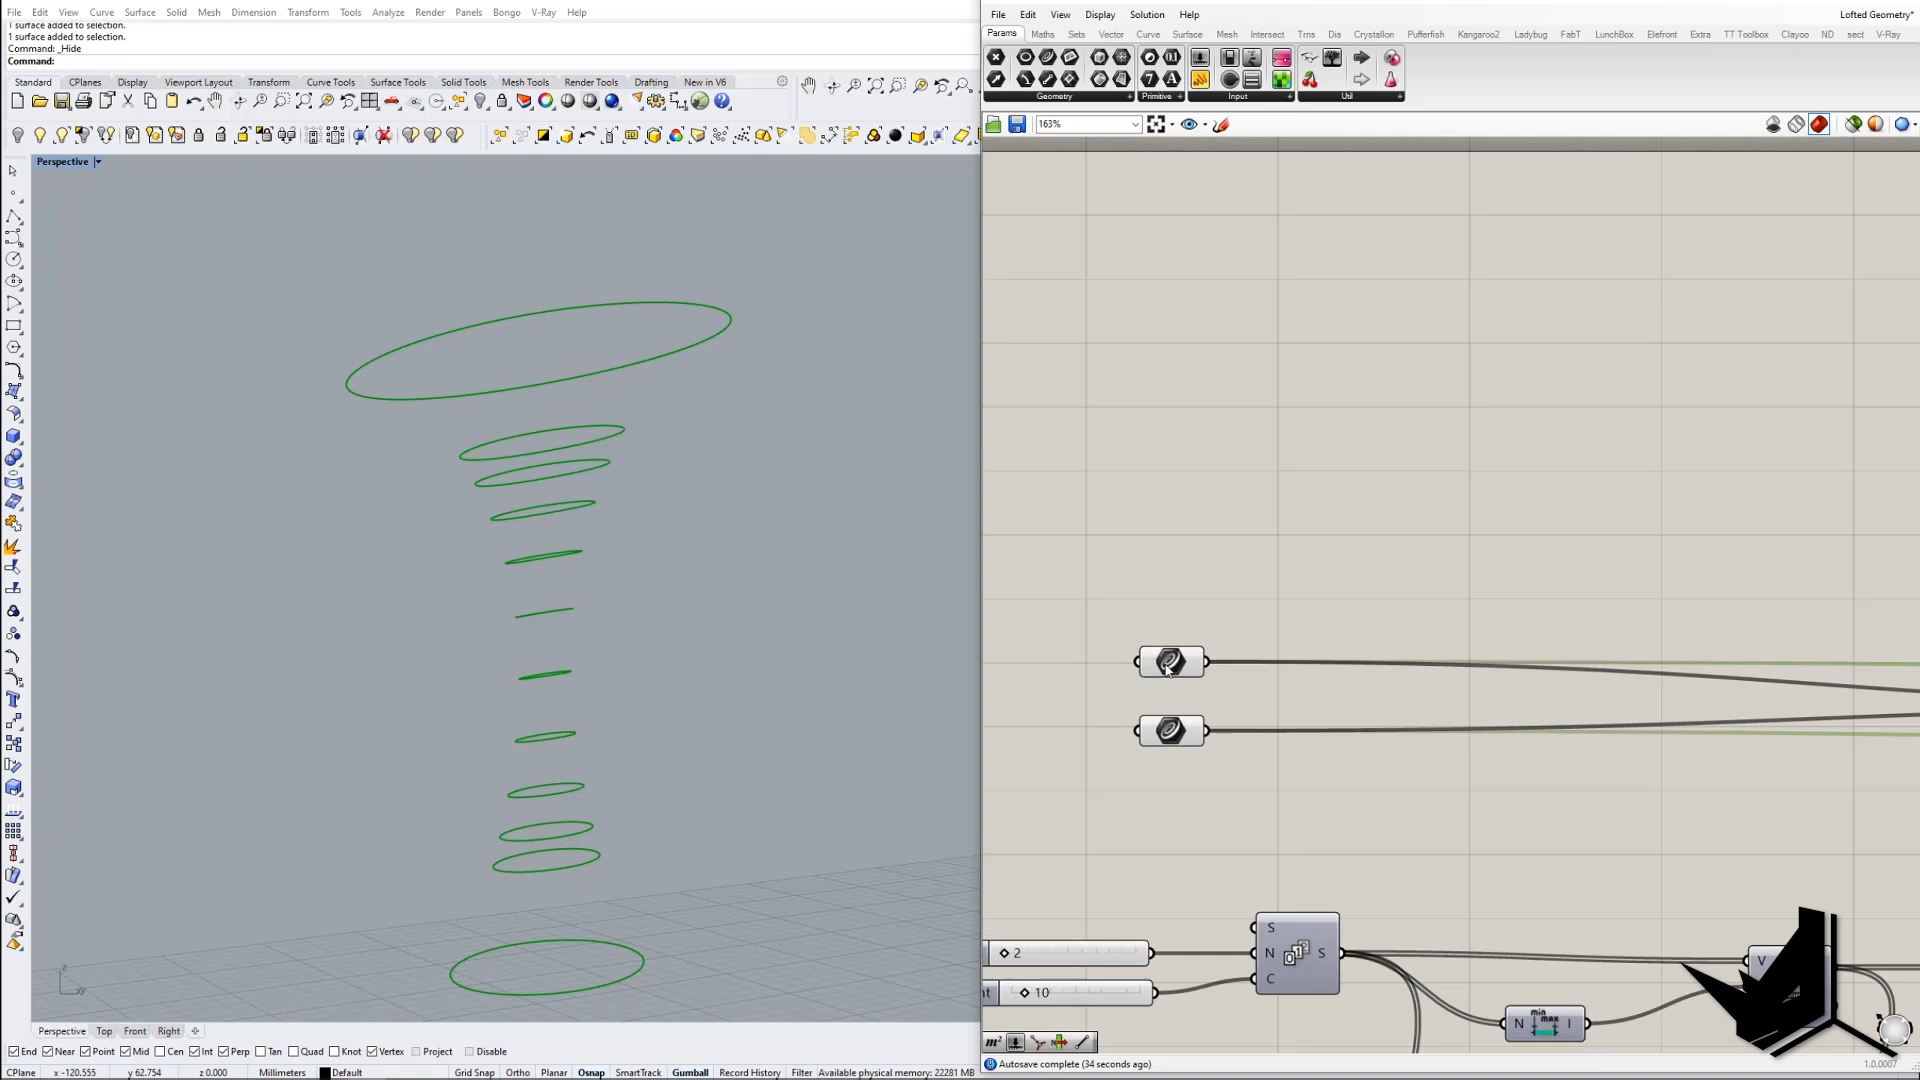 File Edit View Curve Surface Solid Mesh Dimension Transform Tools Analyze Render Panels Bongo V-Ray Help
1 surface added to selection.
1 surface added to selection.
Command: _Hide
Command:
Standard CPlanes Display Viewport Layout Transform Curve Tools Surface Tools Solid Tools Mesh Tools Render Tools Drafting New in V6
Perspective
z
xy
Perspective Top Front Right
End Near Point Mid Cen Int Perp Tan Quad Knot Vertex Project Disable
CPlane x -120.555 y 62.754 z 0.000 Millimeters Default Grid Snap Ortho Planar Osnap SmartTrack Gumball Record History Filter Available physical memory: 22281 MB
File Edit View Display Solution Help Lofted Geometry*
Params Maths Sets Vector Curve Surface Mesh Intersect Trns Dis Crystallon Pufferfish Kangaroo2 Ladybug FabT LunchBox Elefront Extra TT Toolbox Clayoo ND sect V-Ray
Geometry Primitive Input Util
163%
S
2 N S
C
nt 10
V
min
max
N I
m²
Autosave complete (34 seconds ago) 1.0.0007